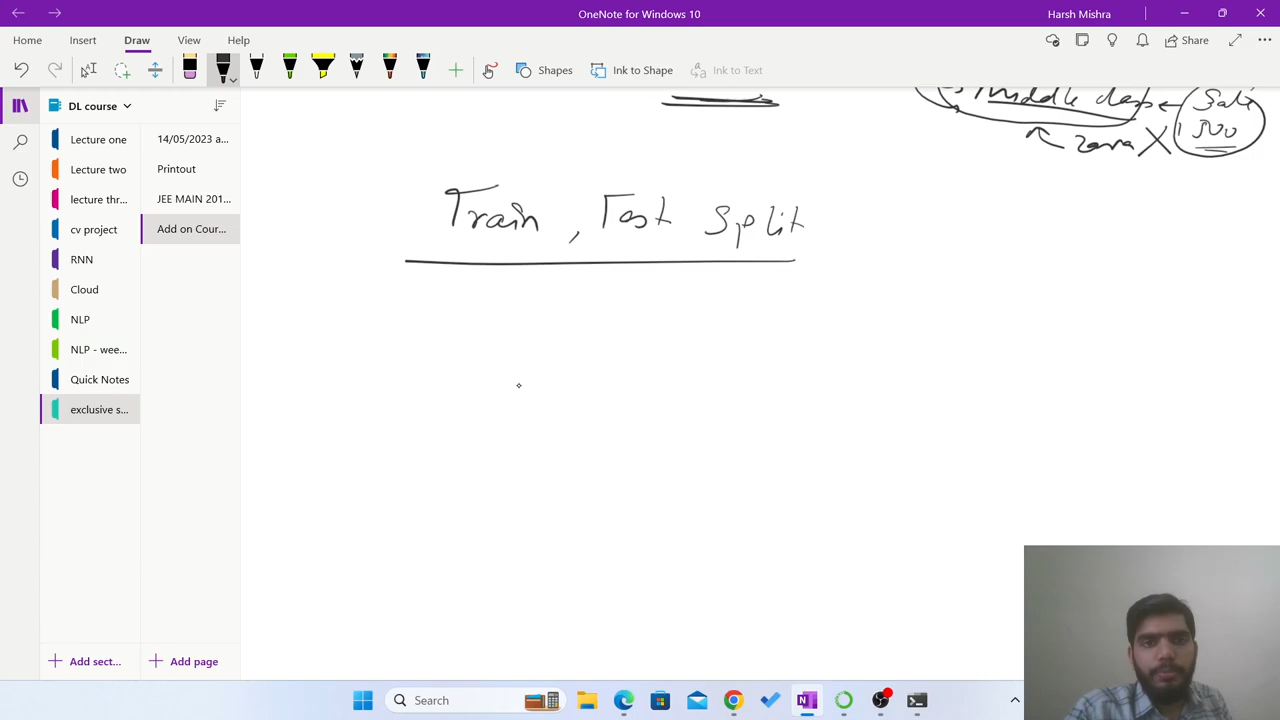 OneNote for Windows 10
Harsh Mishra
Home Insert Draw View Help
Share
Shapes Ink to Shape Ink to Text
DL course
Lecture one
Lecture two
lecture thr...
cv project
RNN
Cloud
NLP
NLP - wee...
Quick Notes
exclusive s...
14/05/2023 a...
Printout
JEE MAIN 201...
Add on Cour...
middle class
500
Train, Test Split
Add sect...
Add page
Search